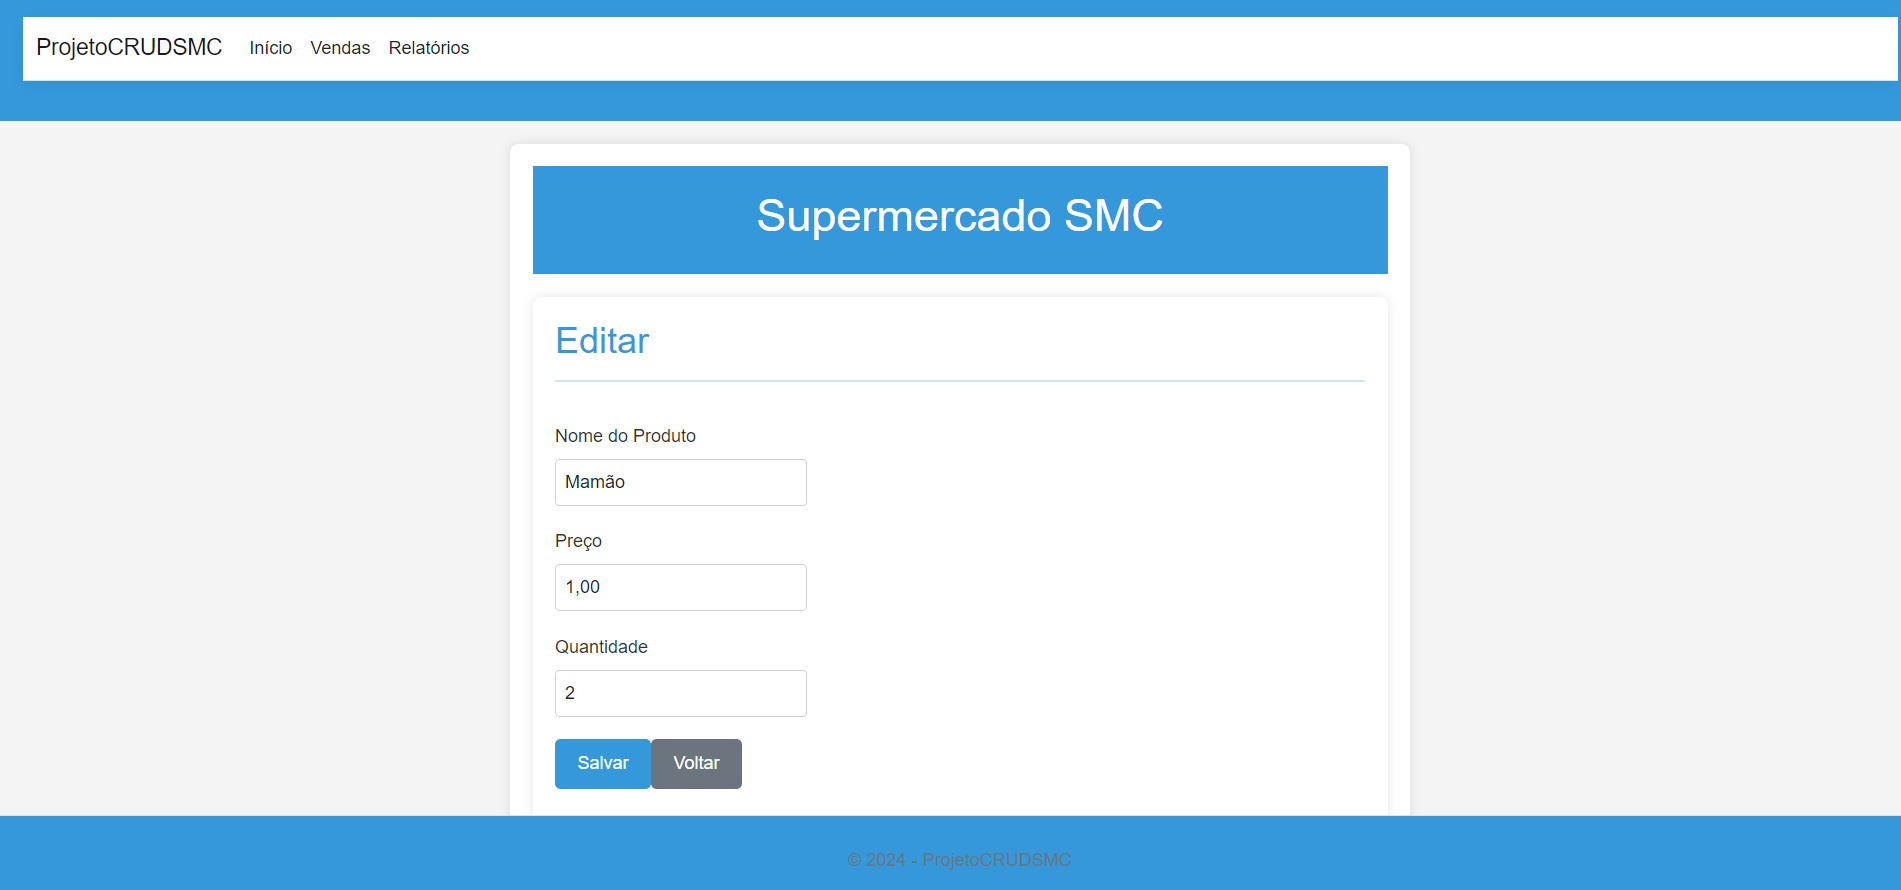 ProjetoCRUDSMC Início Vendas Relatórios
Supermercado SMC
Editar
Nome do Produto
Mamão
Preço
1,00
Quantidade
2
Salvar Voltar
© 2024 - ProjetoCRUDSMC